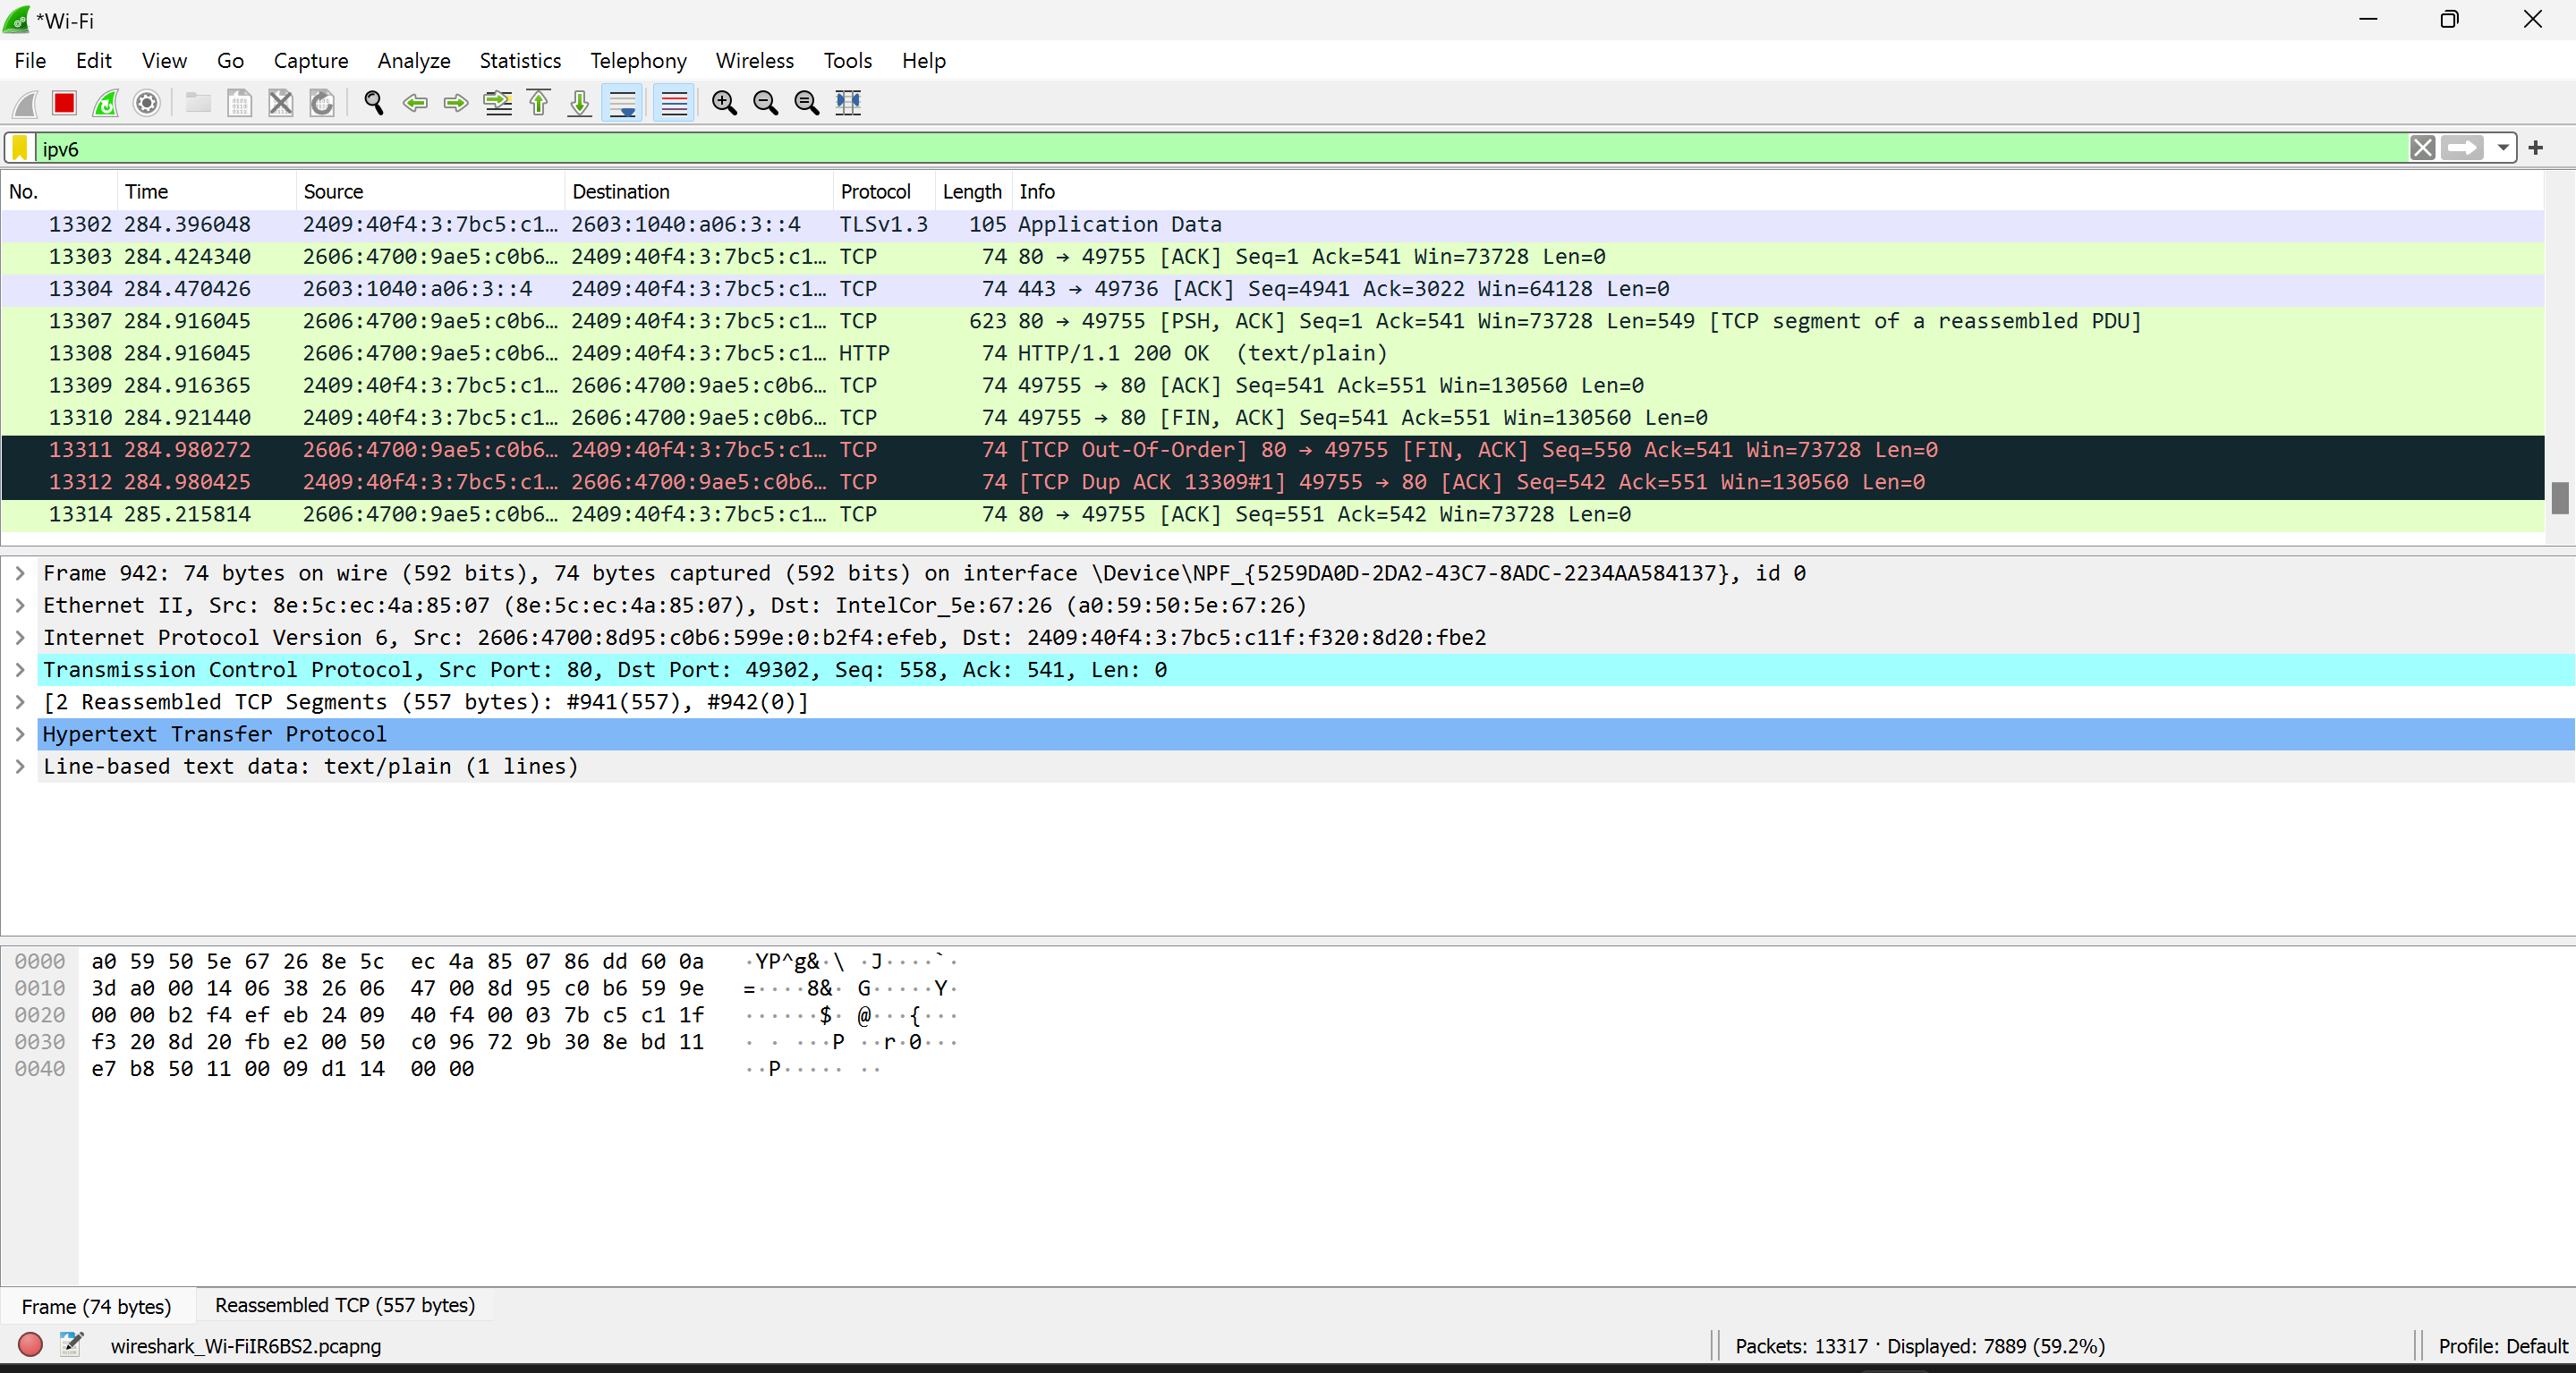 *Wi-Fi
File Edit View Go Capture Analyze Statistics Telephony Wireless Tools Help
ipv6
No. Time Source Destination Protocol Length Info
13302 284.396048 2409:40f4:3:7bc5:c1… 2603:1040:a06:3::4 TLSv1.3 105 Application Data
13303 284.424340 2606:4700:9ae5:c0b6… 2409:40f4:3:7bc5:c1… TCP 74 80 → 49755 [ACK] Seq=1 Ack=541 Win=73728 Len=0
13304 284.470426 2603:1040:a06:3::4 2409:40f4:3:7bc5:c1… TCP 74 443 → 49736 [ACK] Seq=4941 Ack=3022 Win=64128 Len=0
13307 284.916045 2606:4700:9ae5:c0b6… 2409:40f4:3:7bc5:c1… TCP 623 80 → 49755 [PSH, ACK] Seq=1 Ack=541 Win=73728 Len=549 [TCP segment of a reassembled PDU]
13308 284.916045 2606:4700:9ae5:c0b6… 2409:40f4:3:7bc5:c1… HTTP 74 HTTP/1.1 200 OK (text/plain)
13309 284.916365 2409:40f4:3:7bc5:c1… 2606:4700:9ae5:c0b6… TCP 74 49755 → 80 [ACK] Seq=541 Ack=551 Win=130560 Len=0
13310 284.921440 2409:40f4:3:7bc5:c1… 2606:4700:9ae5:c0b6… TCP 74 49755 → 80 [FIN, ACK] Seq=541 Ack=551 Win=130560 Len=0
13311 284.980272 2606:4700:9ae5:c0b6… 2409:40f4:3:7bc5:c1… TCP 74 [TCP Out-Of-Order] 80 → 49755 [FIN, ACK] Seq=550 Ack=541 Win=73728 Len=0
13312 284.980425 2409:40f4:3:7bc5:c1… 2606:4700:9ae5:c0b6… TCP 74 [TCP Dup ACK 13309#1] 49755 → 80 [ACK] Seq=542 Ack=551 Win=130560 Len=0
13314 285.215814 2606:4700:9ae5:c0b6… 2409:40f4:3:7bc5:c1… TCP 74 80 → 49755 [ACK] Seq=551 Ack=542 Win=73728 Len=0
Frame 942: 74 bytes on wire (592 bits), 74 bytes captured (592 bits) on interface \Device\NPF_{5259DA0D-2DA2-43C7-8ADC-2234AA584137}, id 0
Ethernet II, Src: 8e:5c:ec:4a:85:07 (8e:5c:ec:4a:85:07), Dst: IntelCor_5e:67:26 (a0:59:50:5e:67:26)
Internet Protocol Version 6, Src: 2606:4700:8d95:c0b6:599e:0:b2f4:efeb, Dst: 2409:40f4:3:7bc5:c11f:f320:8d20:fbe2
Transmission Control Protocol, Src Port: 80, Dst Port: 49302, Seq: 558, Ack: 541, Len: 0
[2 Reassembled TCP Segments (557 bytes): #941(557), #942(0)]
Hypertext Transfer Protocol
Line-based text data: text/plain (1 lines)
0000 a0 59 50 5e 67 26 8e 5c ec 4a 85 07 86 dd 60 0a ·YP^g&·\ ·J····`·
0010 3d a0 00 14 06 38 26 06 47 00 8d 95 c0 b6 59 9e =····8&· G·····Y·
0020 00 00 b2 f4 ef eb 24 09 40 f4 00 03 7b c5 c1 1f ······$· @···{···
0030 f3 20 8d 20 fb e2 00 50 c0 96 72 9b 30 8e bd 11 · · ···P ··r·0···
0040 e7 b8 50 11 00 09 d1 14 00 00 ··P····· ··
Frame (74 bytes) Reassembled TCP (557 bytes)
wireshark_Wi-FiIR6BS2.pcapng Packets: 13317 · Displayed: 7889 (59.2%) Profile: Default